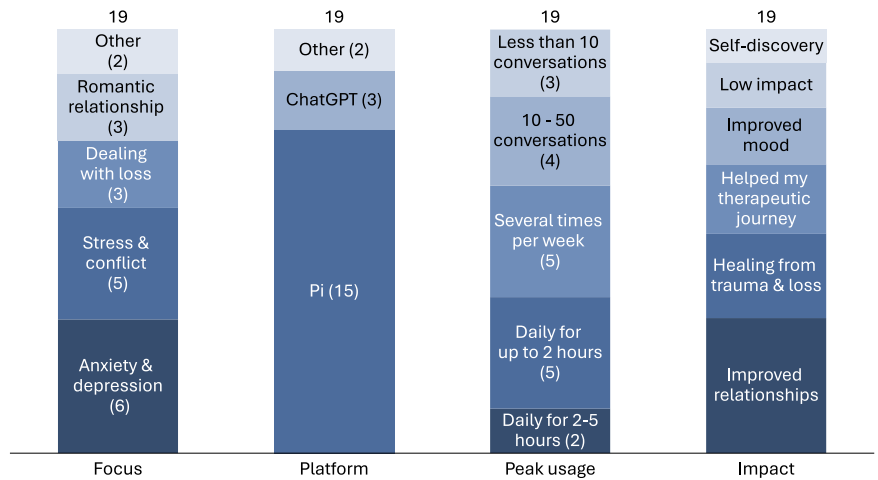 19
Other
(2)
Romantic
relationship
(3)
Dealing
with loss
(3)
Stress &
conflict
(5)
Anxiety &
depression
(6)
Focus
19
Other (2)
ChatGPT (3)
Pi (15)
Platform
19
Less than 10
conversations
(3)
10 - 50
conversations
(4)
Several times
per week
(5)
Daily for
up to 2 hours
(5)
Daily for 2-5
hours (2)
Peak usage
19
Self-discovery
Low impact
Improved
mood
Helped my
therapeutic
journey
Healing from
trauma & loss
Improved
relationships
Impact